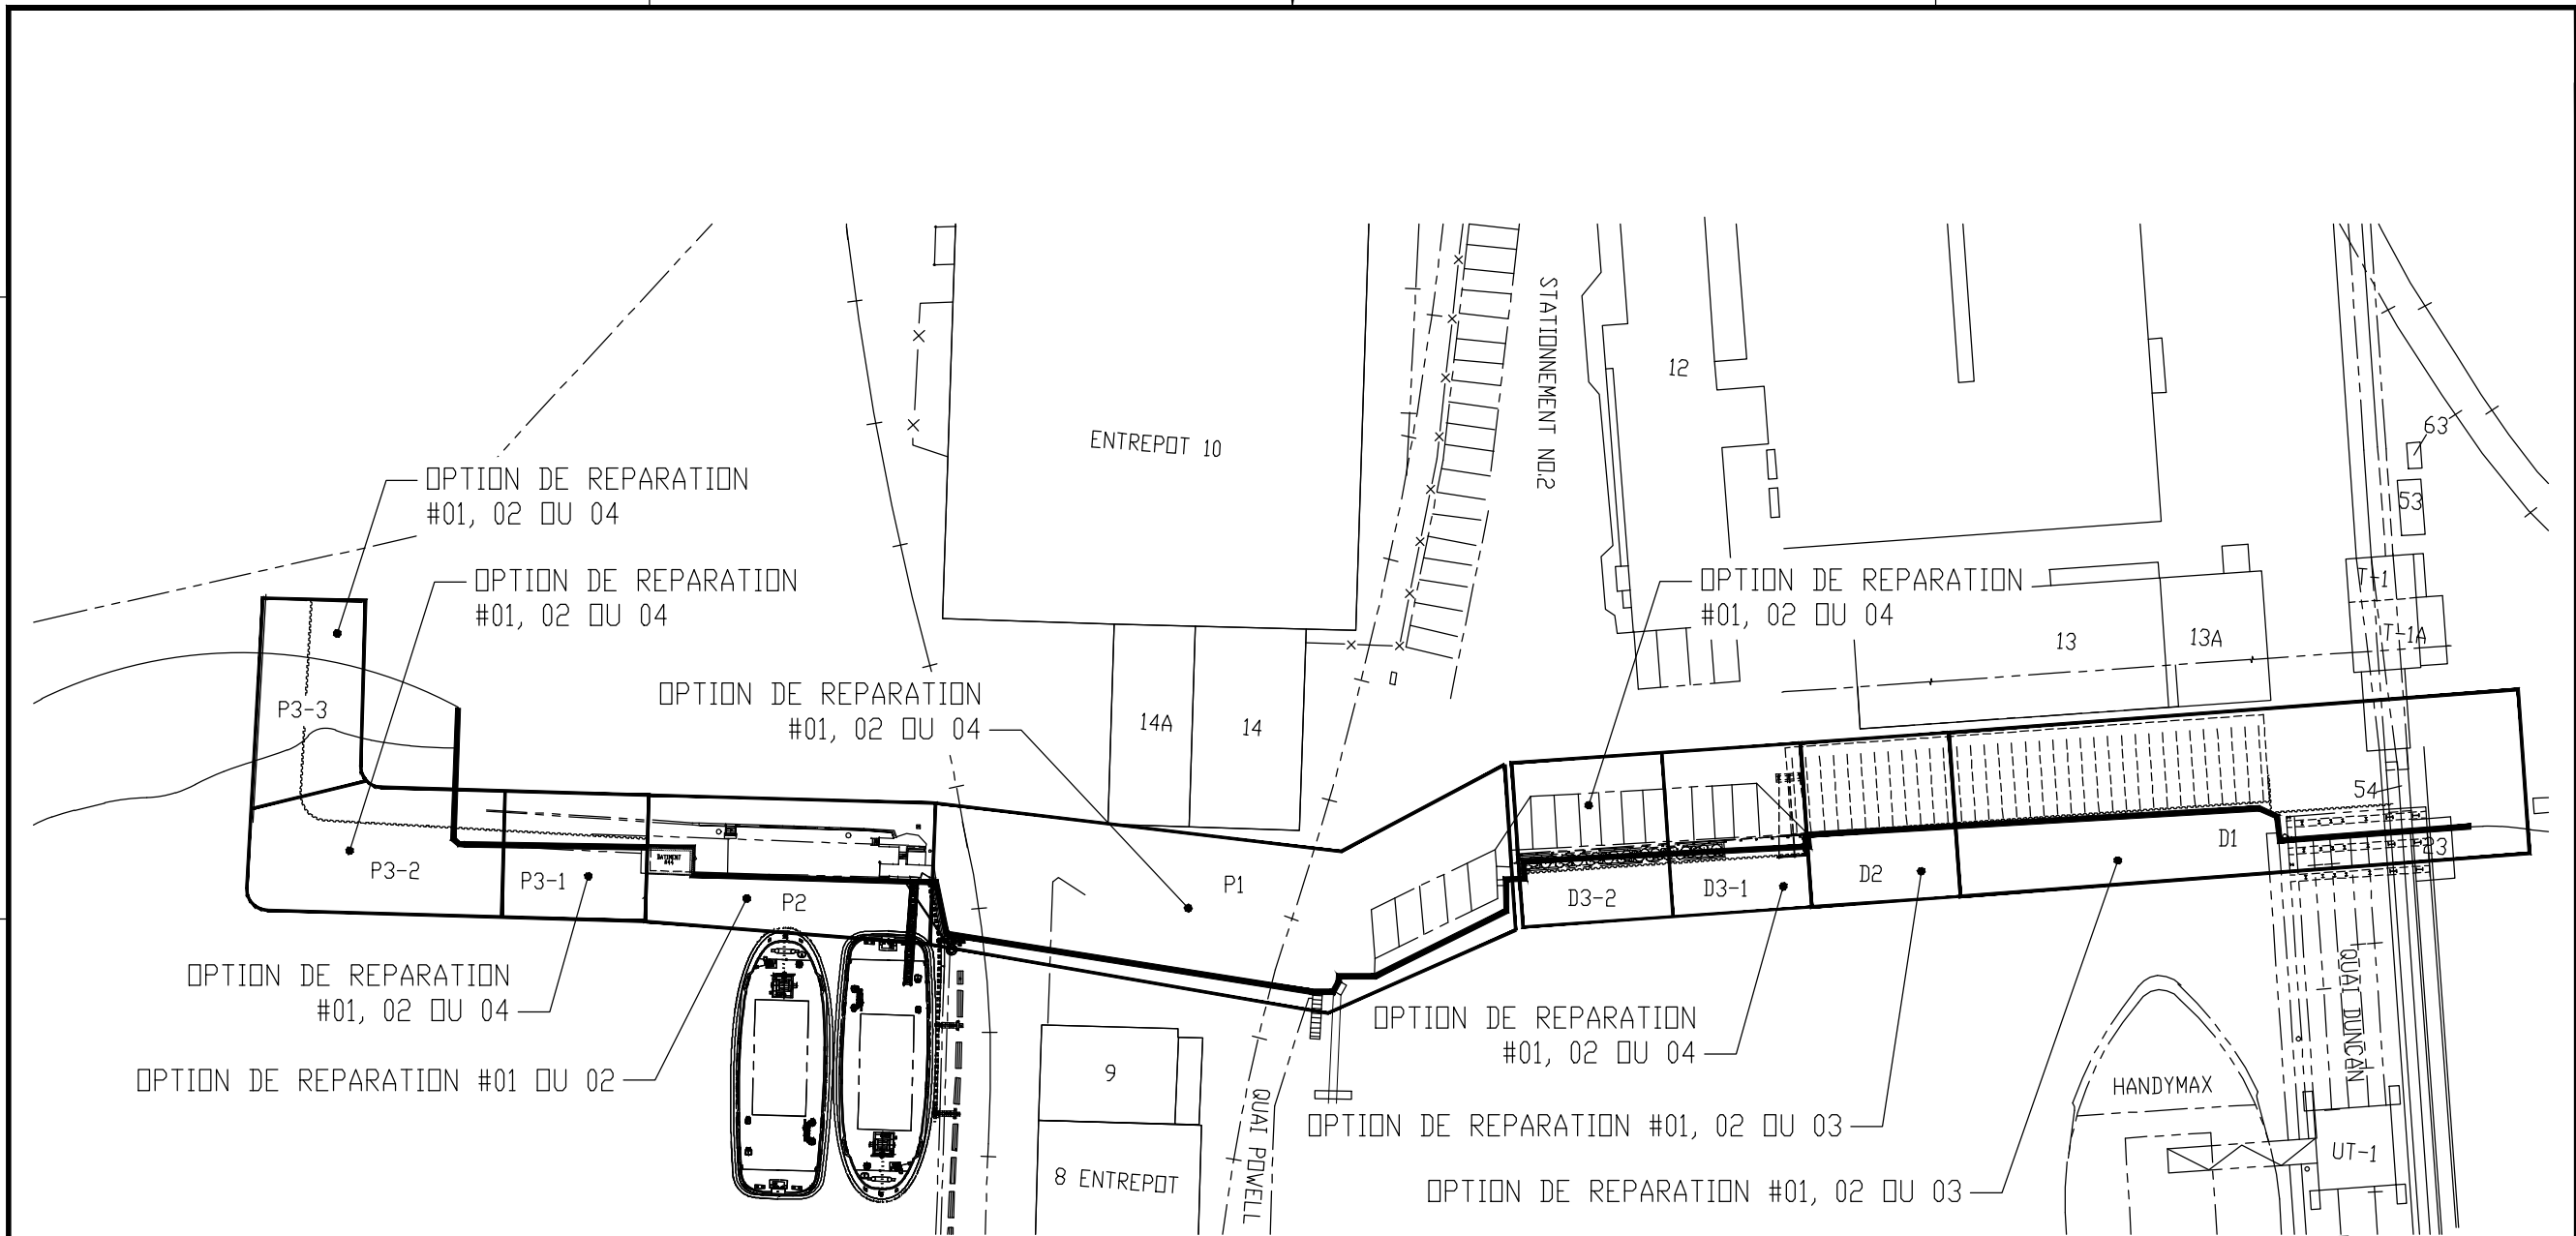 STATIONNEMENT NO.2
12
63
ENTREPOT 10
OPTION DE REPARATION
#01, 02 OU 04
53
OPTION DE REPARATION
#01, 02 OU 04
OPTION DE REPARATION
#01, 02 OU 04
T-1
T-1A
13
13A
P3-3
OPTION DE REPARATION
#01, 02 OU 04
14A
14
54
P3-2
P3-1
BATIMENT
P2
P1
D3-2
D3-1
D2
D1
23
OPTION DE REPARATION
#01, 02 OU 04
OPTION DE REPARATION
#01, 02 OU 04
QUAI DUNCAN
OPTION DE REPARATION #01 OU 02
9
HANDYMAX
OPTION DE REPARATION #01, 02 OU 03
QUAI POWELL
UT-1
8 ENTREPOT
OPTION DE REPARATION #01, 02 OU 03